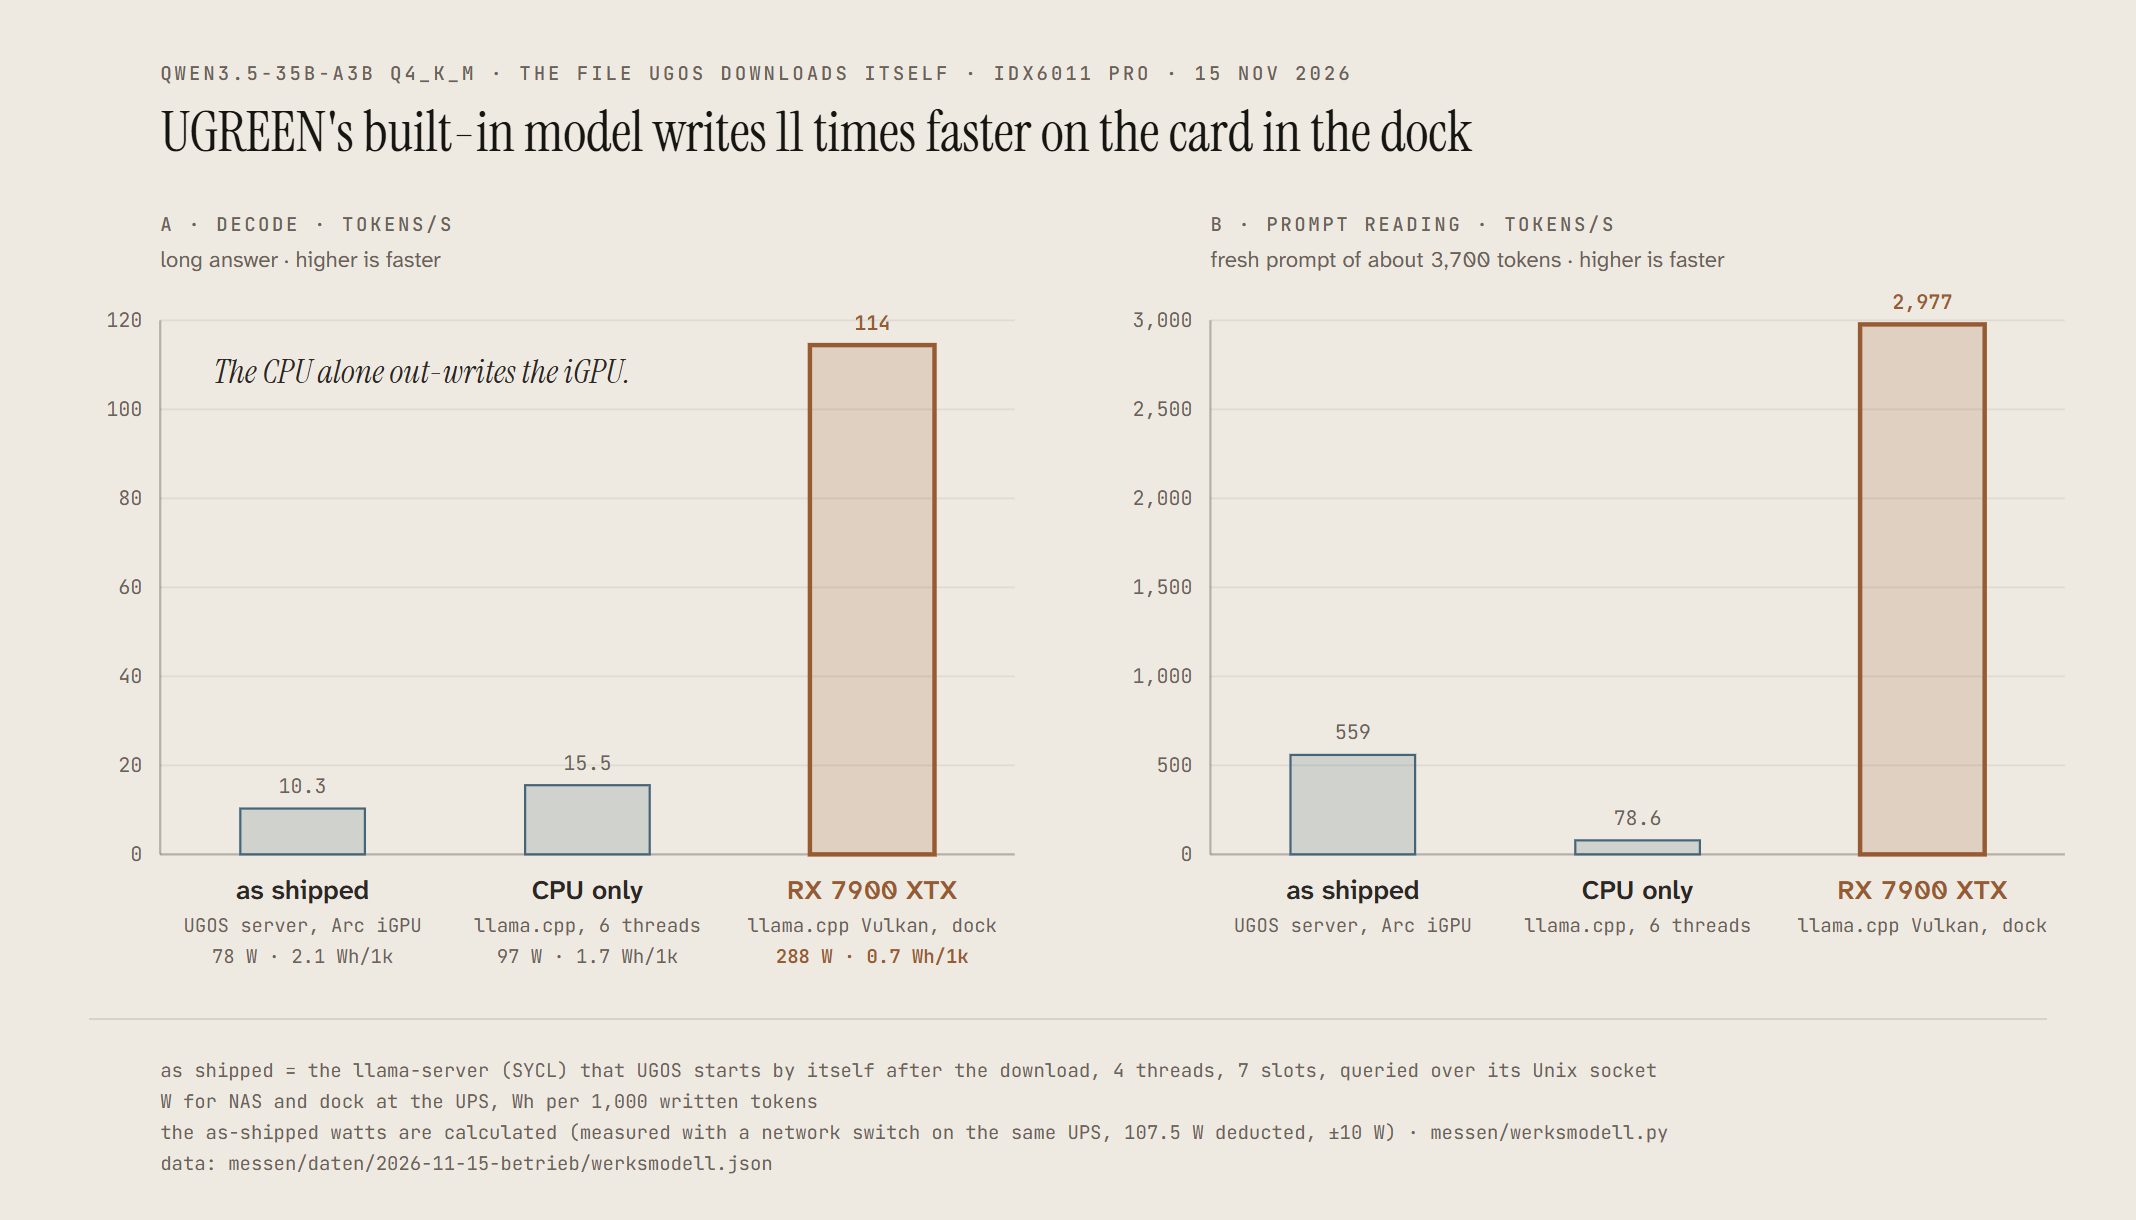 QWEN3.5-35B-A3B Q4_K_M · THE FILE UGOS DOWNLOADS ITSELF · IDX6011 PRO · 15 NOV 2026
UGREEN's built-in model writes 11 times faster on the card in the dock
A · DECODE · TOKENS/S
long answer · higher is faster
120
100
80
60
40
20
0
The CPU alone out-writes the iGPU.
10.3
15.5
114
as shipped
UGOS server, Arc iGPU
78 W · 2.1 Wh/1k
CPU only
llama.cpp, 6 threads
97 W · 1.7 Wh/1k
RX 7900 XTX
llama.cpp Vulkan, dock
288 W · 0.7 Wh/1k
B · PROMPT READING · TOKENS/S
fresh prompt of about 3,700 tokens · higher is faster
3,000
2,500
2,000
1,500
1,000
500
0
559
78.6
2,977
as shipped
UGOS server, Arc iGPU
CPU only
llama.cpp, 6 threads
RX 7900 XTX
llama.cpp Vulkan, dock
as shipped = the llama-server (SYCL) that UGOS starts by itself after the download, 4 threads, 7 slots, queried over its Unix socket
W for NAS and dock at the UPS, Wh per 1,000 written tokens
the as-shipped watts are calculated (measured with a network switch on the same UPS, 107.5 W deducted, ±10 W) · messen/werksmodell.py
data: messen/daten/2026-11-15-betrieb/werksmodell.json